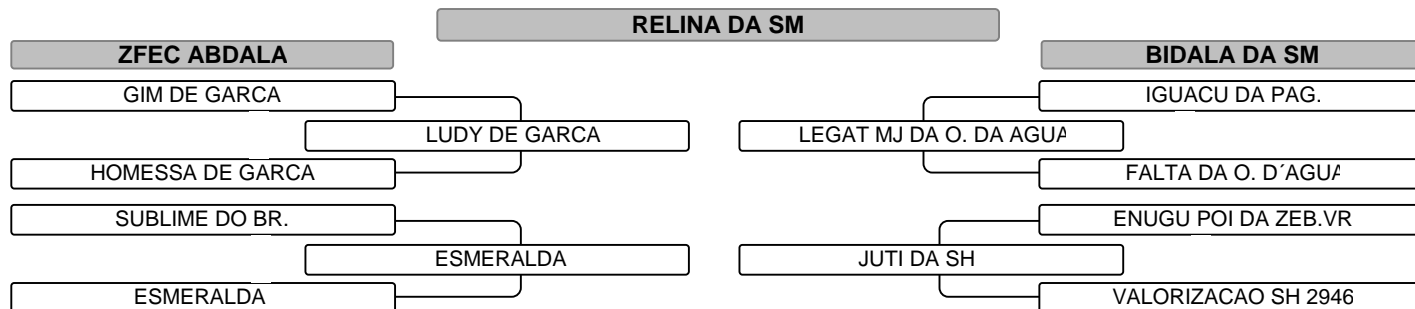 RELINA DA SM
ZFEC ABDALA
BIDALA DA SM
GIM DE GARCA
IGUACU DA PAG.
LUDY DE GARCA
LEGAT MJ DA O. DA AGUA
HOMESSA DE GARCA
FALTA DA O. D´AGUA
SUBLIME DO BR.
ENUGU POI DA ZEB.VR
ESMERALDA
JUTI DA SH
ESMERALDA
VALORIZACAO SH 2946